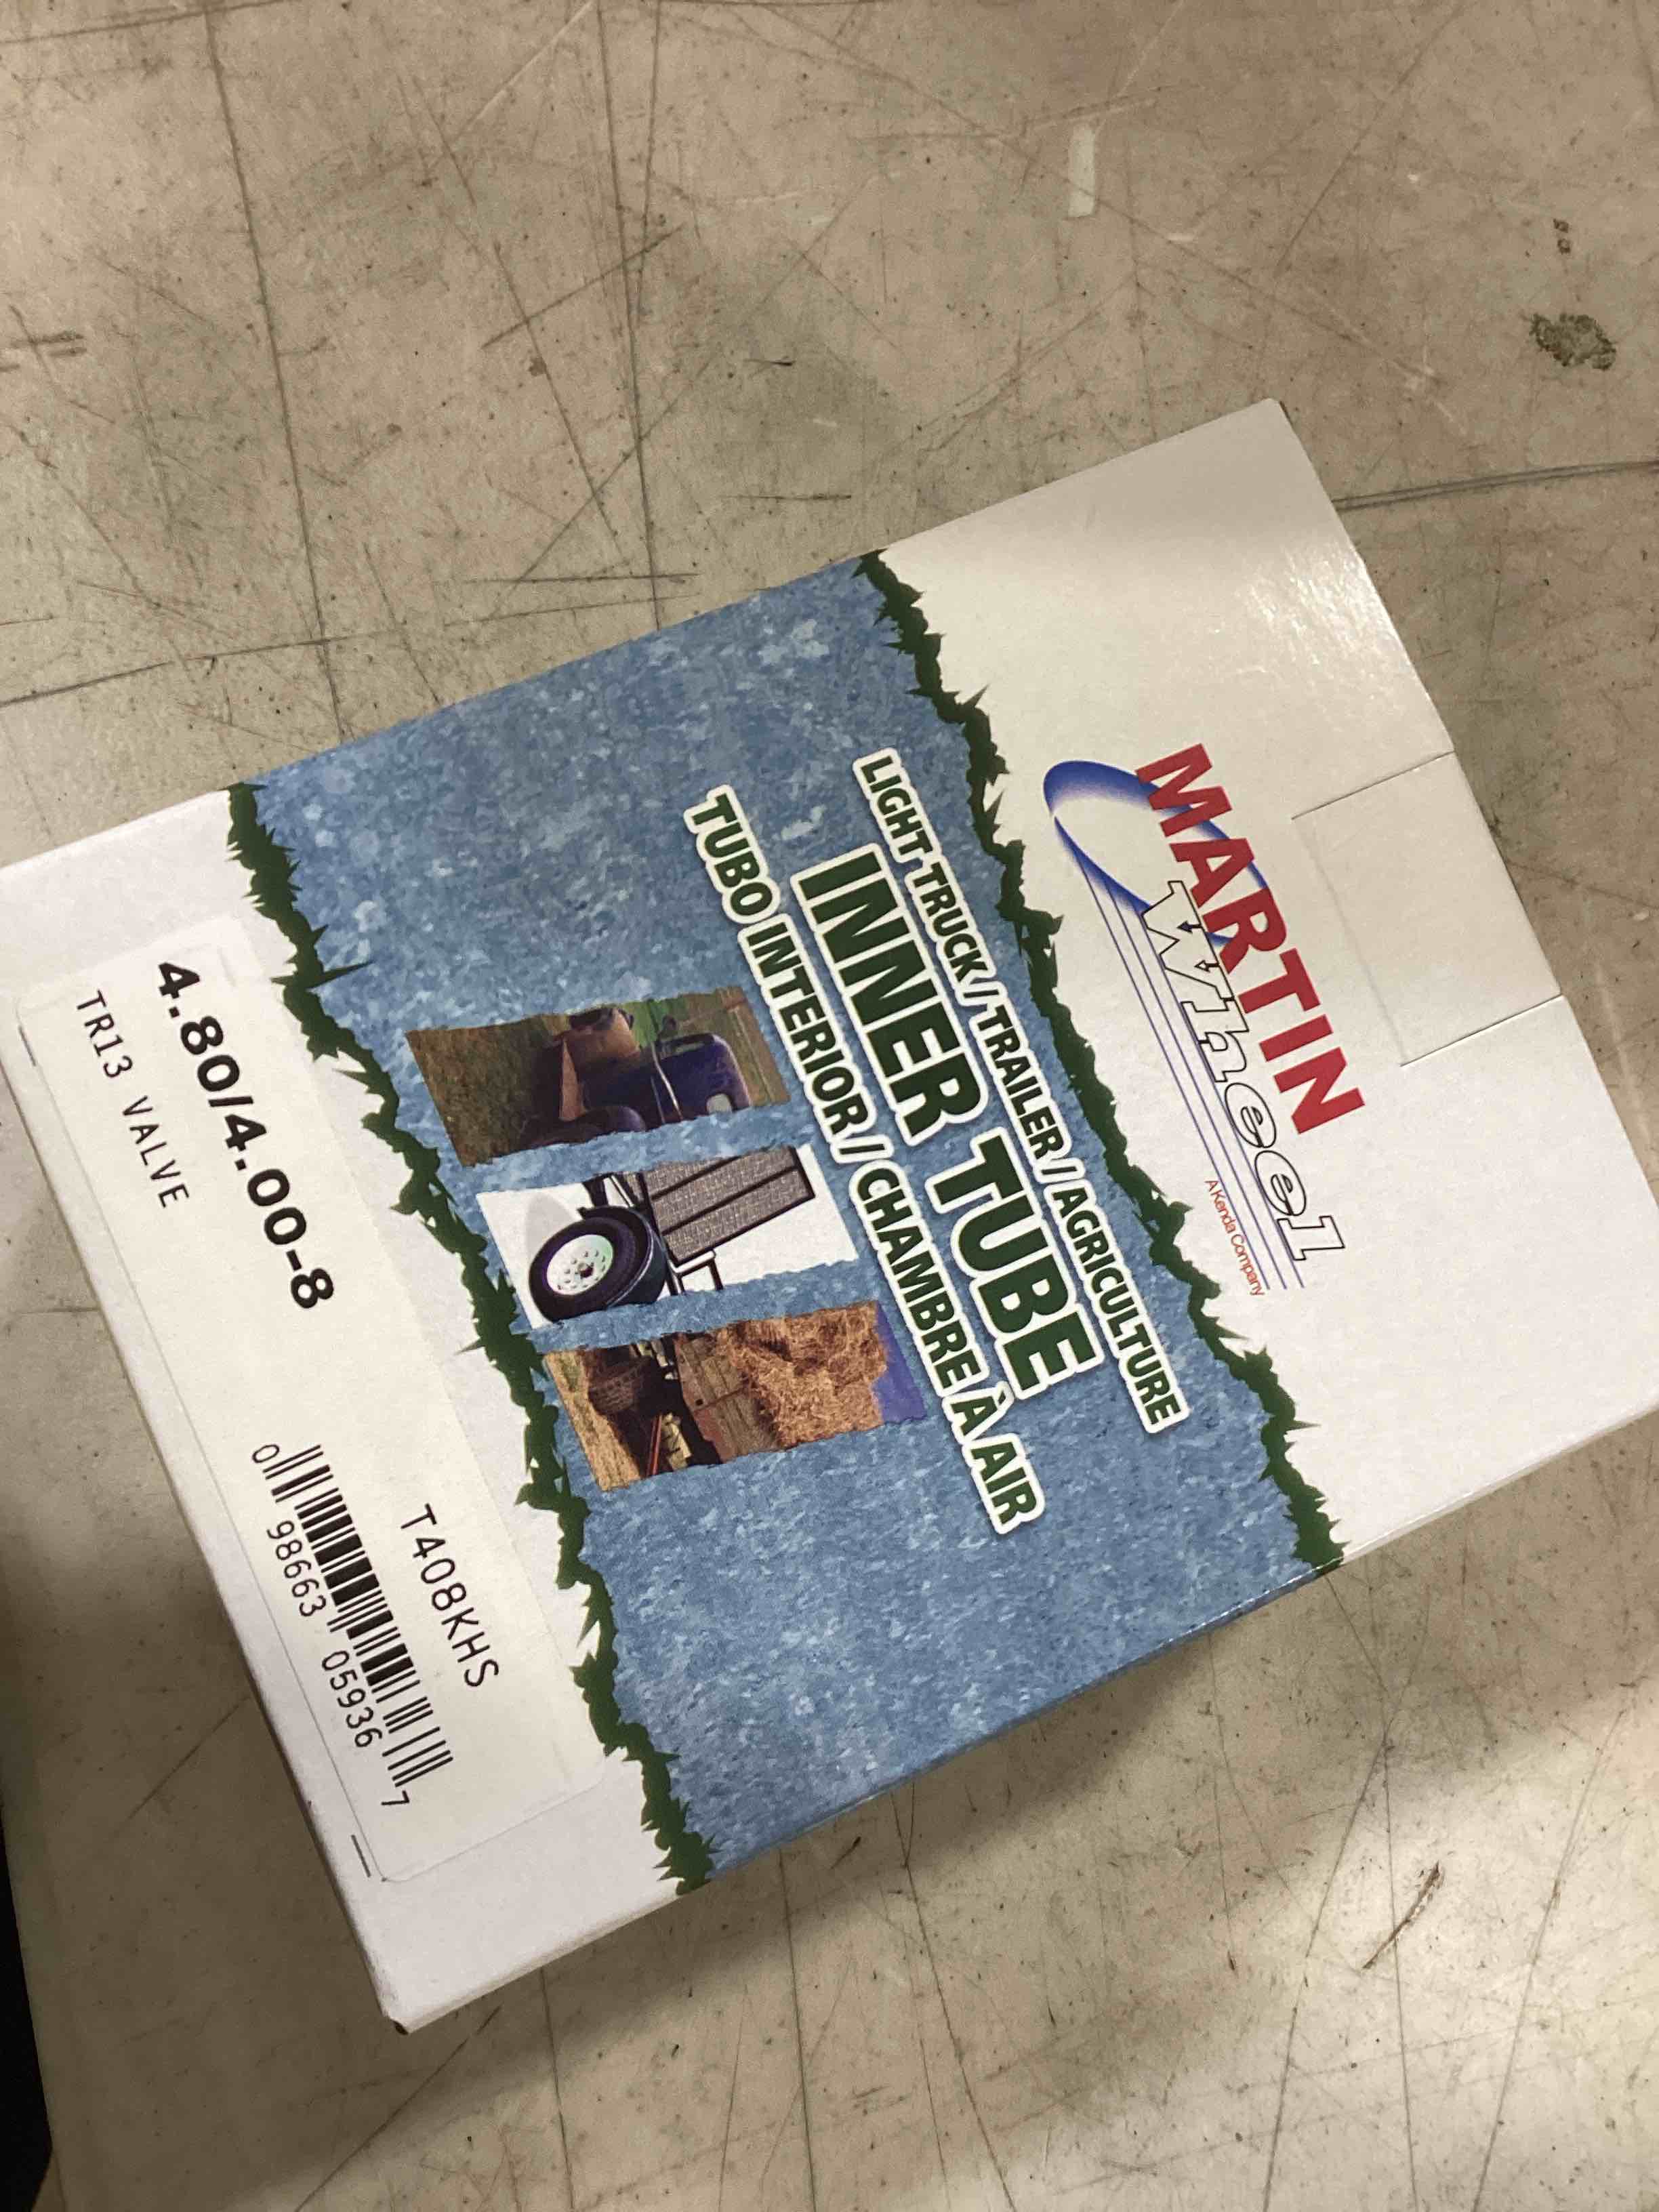 MARTIN
Wheel
A Kenda Company
LIGHT TRUCK / TRAILER / AGRICULTURE
INNER TUBE
TUBO INTERIOR / CHAMBRE À AIR
4.80/4.00-8
TR13 VALVE
T408KHS
0 98663 05936 7